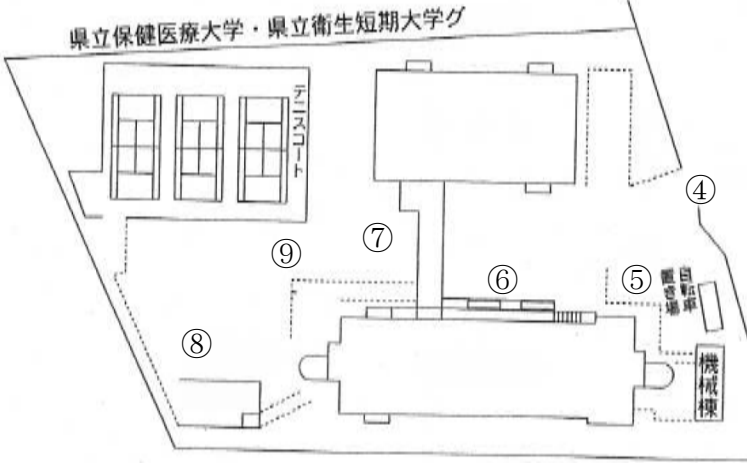 県立保健医療大学・県立衛生短期大学グ
テニスコート
④
⑦
⑨
⑥
⑤
自転車
置き場
⑧
機械棟